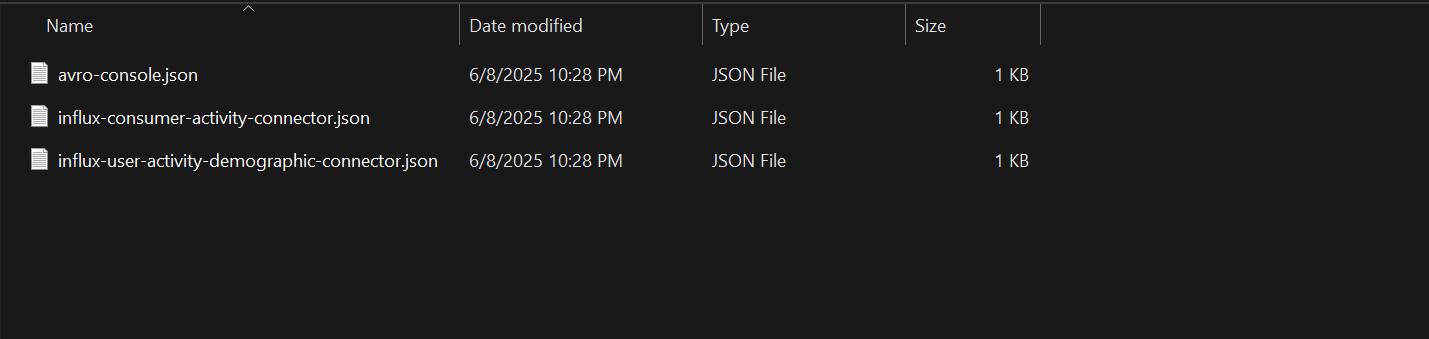 Name Date modified Type Size
avro-console.json 6/8/2025 10:28 PM JSON File 1 KB
influx-consumer-activity-connector.json 6/8/2025 10:28 PM JSON File 1 KB
influx-user-activity-demographic-connector.json 6/8/2025 10:28 PM JSON File 1 KB